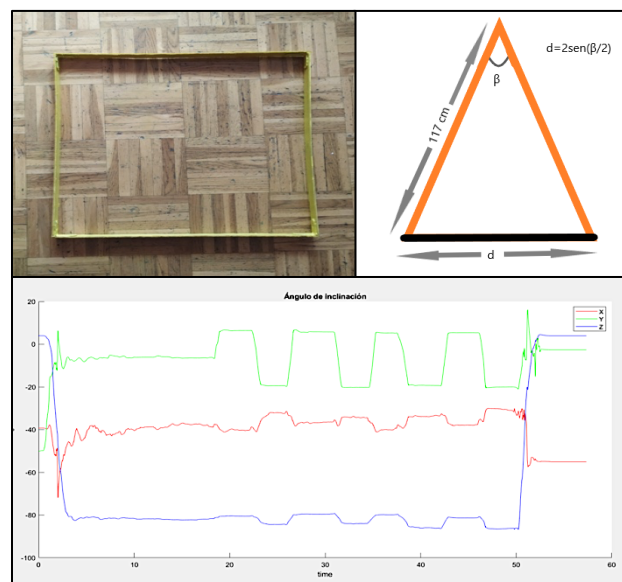 d=2sen(β/2)
β
117 cm
d
Ángulo de inclinación
X
Y
Z
20
0
-20
-40
-60
-80
-100
0 10 20 30 40 50 60
time